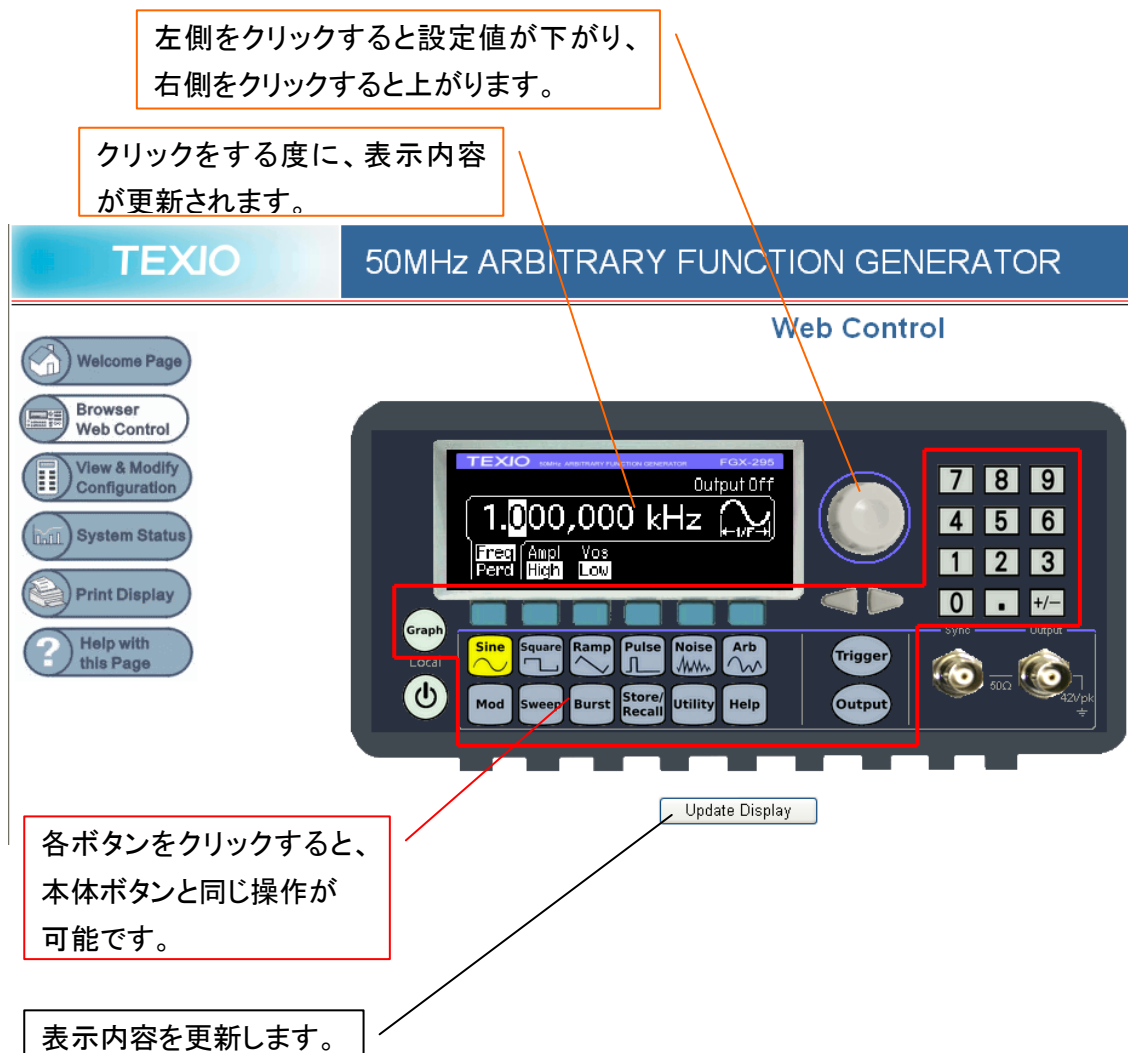 左側をクリックすると設定値が下がり、
右側をクリックすると上がります。
クリックをする度に、表示内容
が更新されます。
TEXIO
50MHz ARBITRARY FUNCTION GENERATOR
Web Control
Welcome Page
Browser
Web Control
View & Modify
Configuration
System Status
Print Display
Help with
this Page
TEXIO 50MHz ARBITRARY FUNCTION GENERATOR FGX-295
Output Off
1.000,000 kHz
1/F
Freq Ampl Vos
Perd High Low
7 8 9
4 5 6
1 2 3
0 . +/−
Graph
Local
Sine Square Ramp Pulse Noise Arb
Trigger
Sync Output
50Ω
42Vpk
Mod Sweep Burst Store/
Recall Utility Help
Output
Update Display
各ボタンをクリックすると、
本体ボタンと同じ操作が
可能です。
表示内容を更新します。